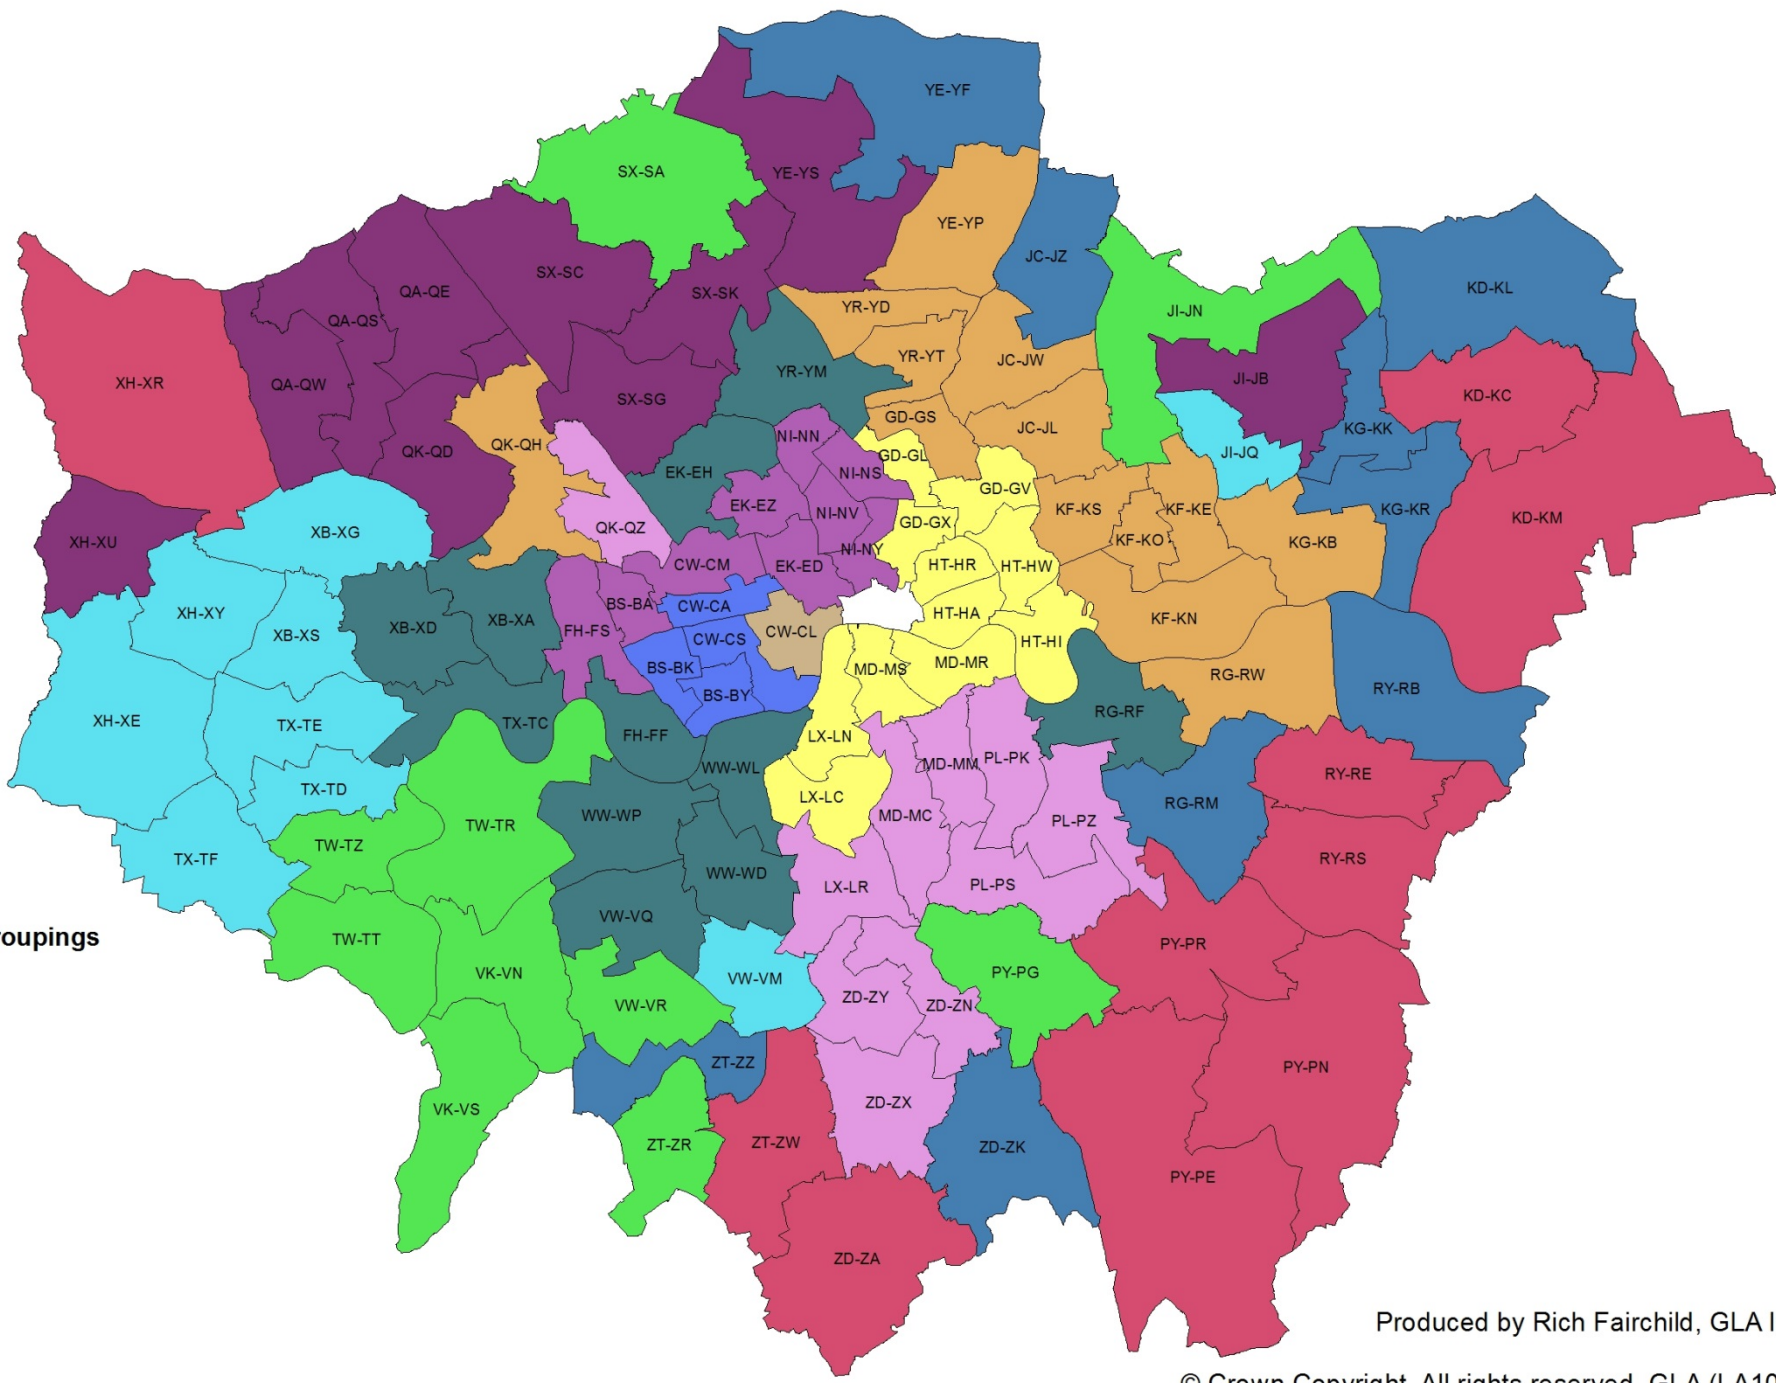 YE-YF
SX-SA
YE-YS
YE-YP
JC-JZ
SX-SC
QA-QE
SX-SK
KD-KL
YR-YD
JI-JN
QA-QS
YR-YT
JC-JW
YR-YM
JI-JB
XH-XR
QA-QW
KD-KC
SX-SG
GD-GS
JC-JL
KG-KK
NI-NN
QK-QH
QK-QD
GD-GL
JI-JQ
EK-EH
NI-NS
GD-GV
EK-EZ
NI-NV
KF-KS
KF-KE
KG-KR
KD-KM
GD-GX
QK-QZ
XB-XG
KF-KO
KG-KB
XH-XU
NI-NY
CW-CM
EK-ED
HT-HR
HT-HW
BS-BA
CW-CA
XH-XY
HT-HA
XB-XA
KF-KN
XB-XD
FH-FS
CW-CL
XB-XS
CW-CS
HT-HI
BS-BK
MD-MS
MD-MR
RG-RW
RY-RB
BS-BY
RG-RF
XH-XE
TX-TE
TX-TC
FH-FF
LX-LN
PL-PK
MD-MM
WW-WL
RY-RE
TX-TD
LX-LC
RG-RM
WW-WP
MD-MC
PL-PZ
TW-TR
TW-TZ
TX-TF
RY-RS
WW-WD
LX-LR
PL-PS
VW-VQ
roupings
TW-TT
PY-PR
VK-VN
PY-PG
VW-VM
ZD-ZY
ZD-ZN
VW-VR
ZT-ZZ
PY-PN
ZD-ZX
VK-VS
ZT-ZR
ZT-ZW
ZD-ZK
PY-PE
ZD-ZA
Produced by Rich Fairchild, GLA I
© Crown Copyright. All rights reserved. GLA (LA10